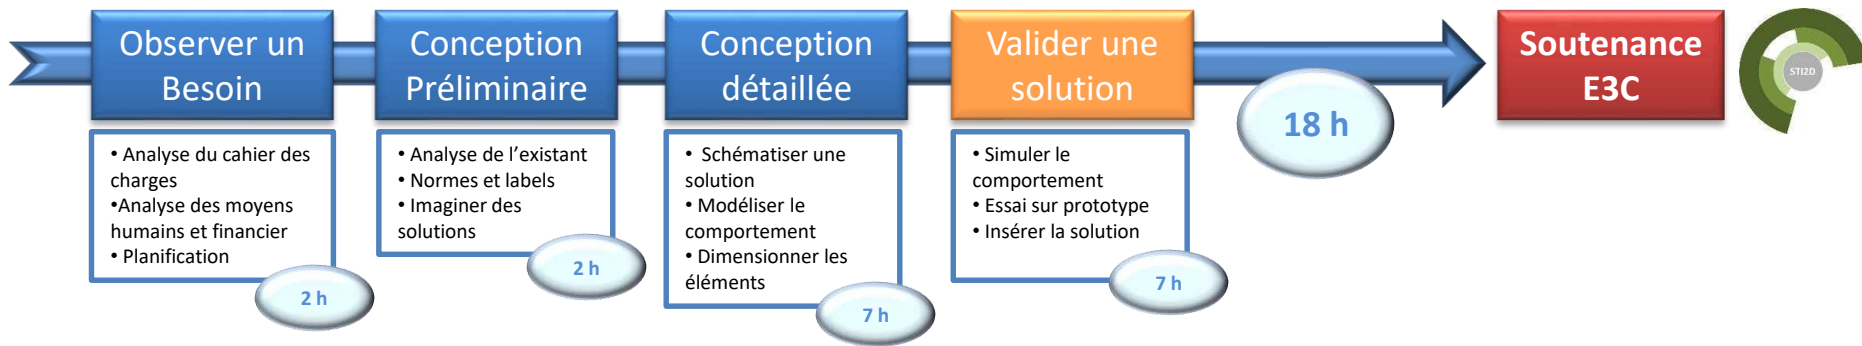 Observer un
Besoin
• Analyse du cahier des
charges
•Analyse des moyens
humains et financier
• Planification
2 h
Conception
Préliminaire
• Analyse de l’existant
• Normes et labels
• Imaginer des
solutions
2 h
Conception
détaillée
• Schématiser une
solution
• Modéliser le
comportement
• Dimensionner les
éléments
7 h
Valider une
solution
• Simuler le
comportement
• Essai sur prototype
• Insérer la solution
7 h
18 h
Soutenance
E3C
STI2D